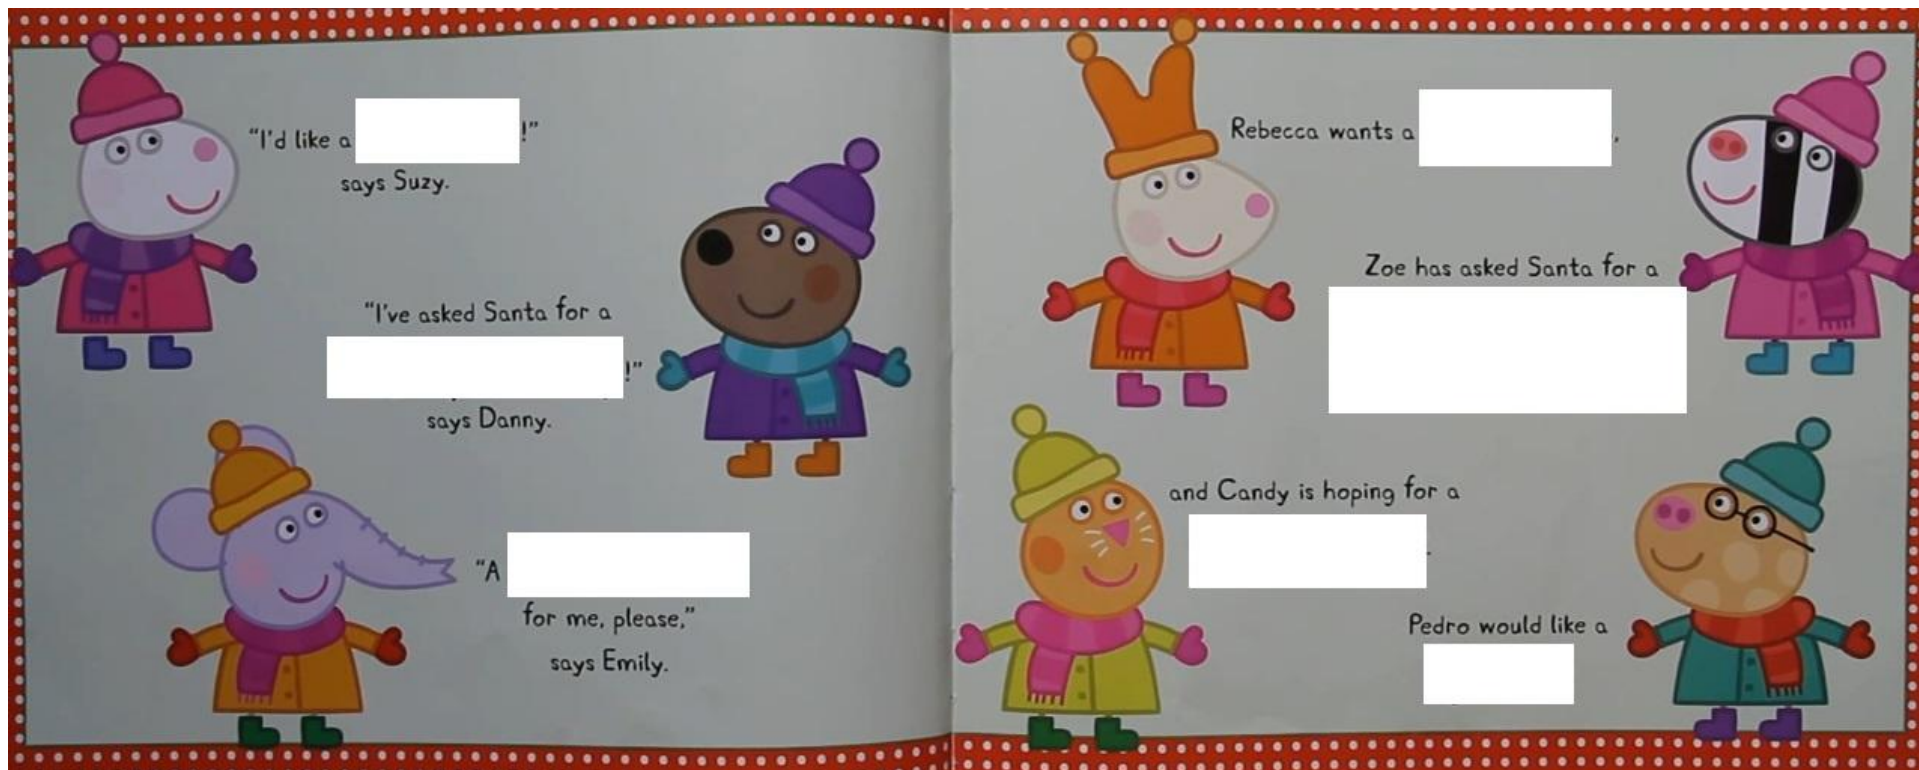 "I'd like a !"
says Suzy.
"I've asked Santa for a
!"
says Danny.
"A
for me, please,"
says Emily.
Rebecca wants a .
Zoe has asked Santa for a
and Candy is hoping for a
.
Pedro would like a